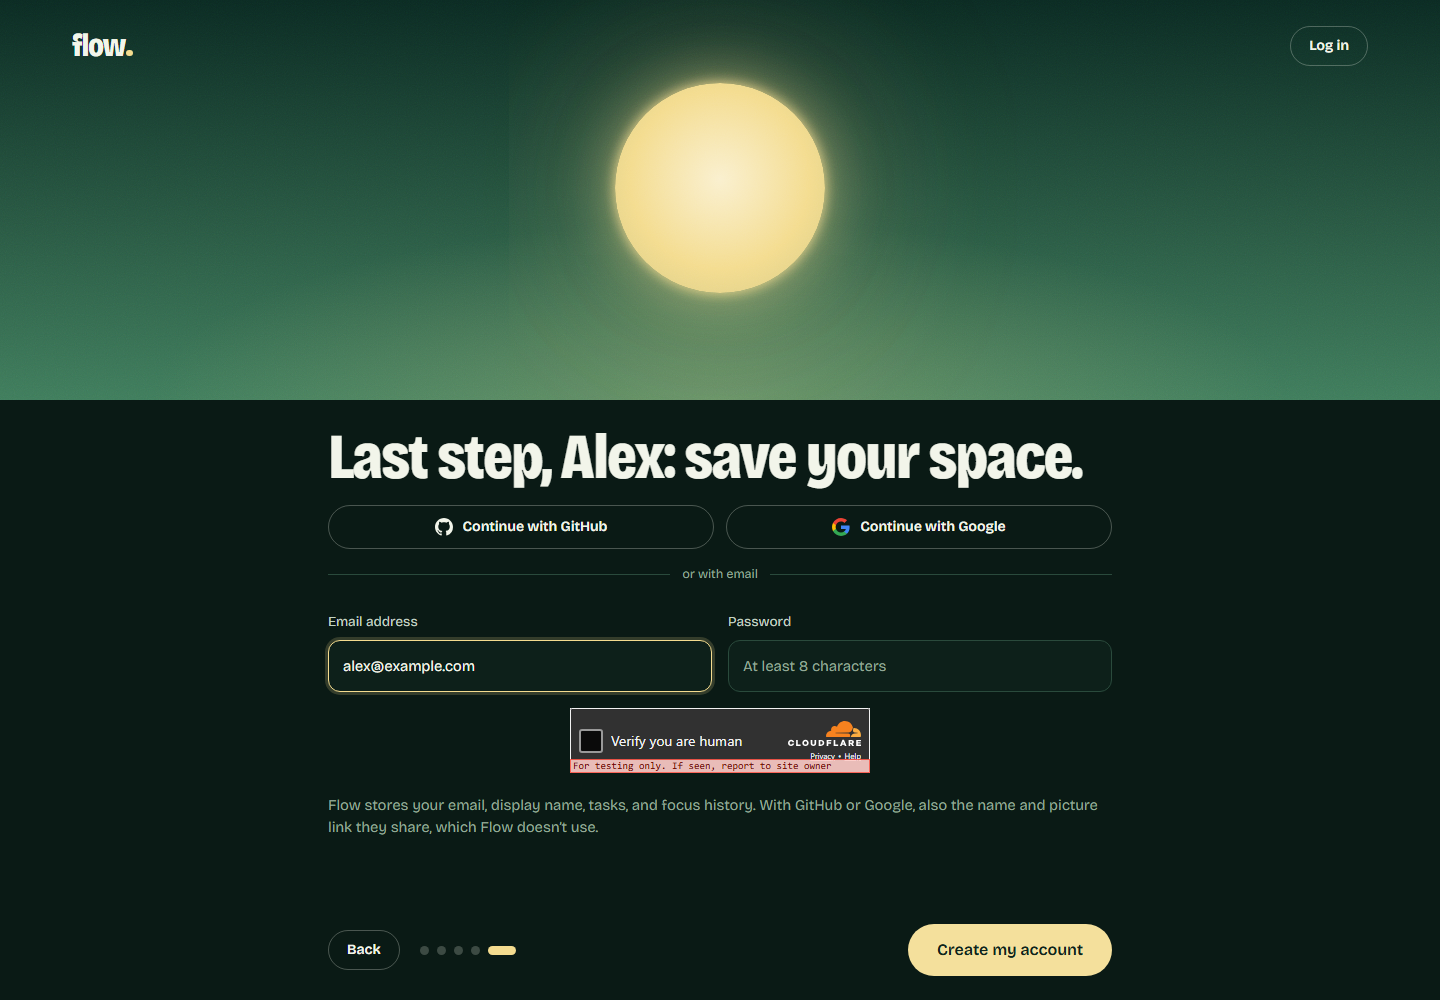 flow.
Log in
Last step, Alex: save your space.
Continue with GitHub
Continue with Google
or with email
Email address
Password
alex@example.com
At least 8 characters
Verify you are human
CLOUDFLARE
Privacy • Help
For testing only. If seen, report to site owner
Flow stores your email, display name, tasks, and focus history. With GitHub or Google, also the name and picture
link they share, which Flow doesn't use.
Back
Create my account